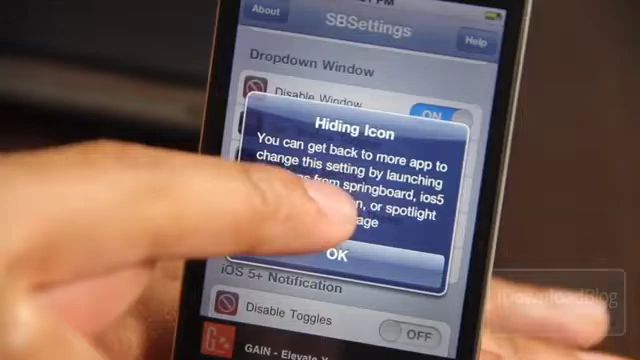 About
SBSettings
Help
Dropdown Window
Disable Window
ON
Hiding Icon
You can get back to more app to
change this setting by launching
from springboard, ios5
or spotlight
OK
iOS 5+ Notification
Disable Toggles
OFF
GAIN - Elevate
iDownloadBlog